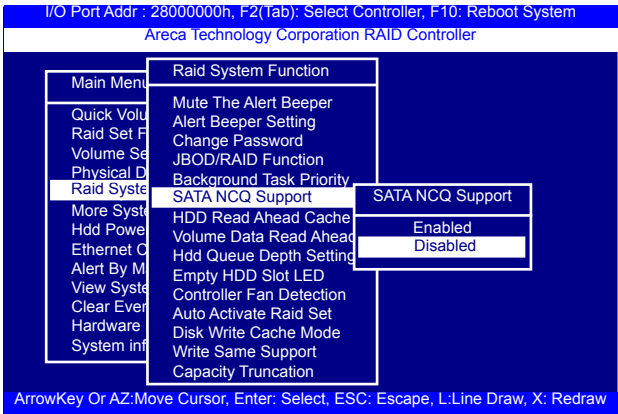 I/O Port Addr : 28000000h, F2(Tab): Select Controller, F10: Reboot System
Areca Technology Corporation RAID Controller
Main Menu
Quick Volu
Raid Set F
Volume Se
Physical D
Raid Syste
More Syste
Hdd Powe
Ethernet C
Alert By M
View Syste
Clear Even
Hardware
System inf
Raid System Function
Mute The Alert Beeper
Alert Beeper Setting
Change Password
JBOD/RAID Function
Background Task Priority
SATA NCQ Support
HDD Read Ahead Cache
Volume Data Read Ahead
Hdd Queue Depth Setting
Empty HDD Slot LED
Controller Fan Detection
Auto Activate Raid Set
Disk Write Cache Mode
Write Same Support
Capacity Truncation
SATA NCQ Support
Enabled
Disabled
ArrowKey Or AZ:Move Cursor, Enter: Select, ESC: Escape, L:Line Draw, X: Redraw